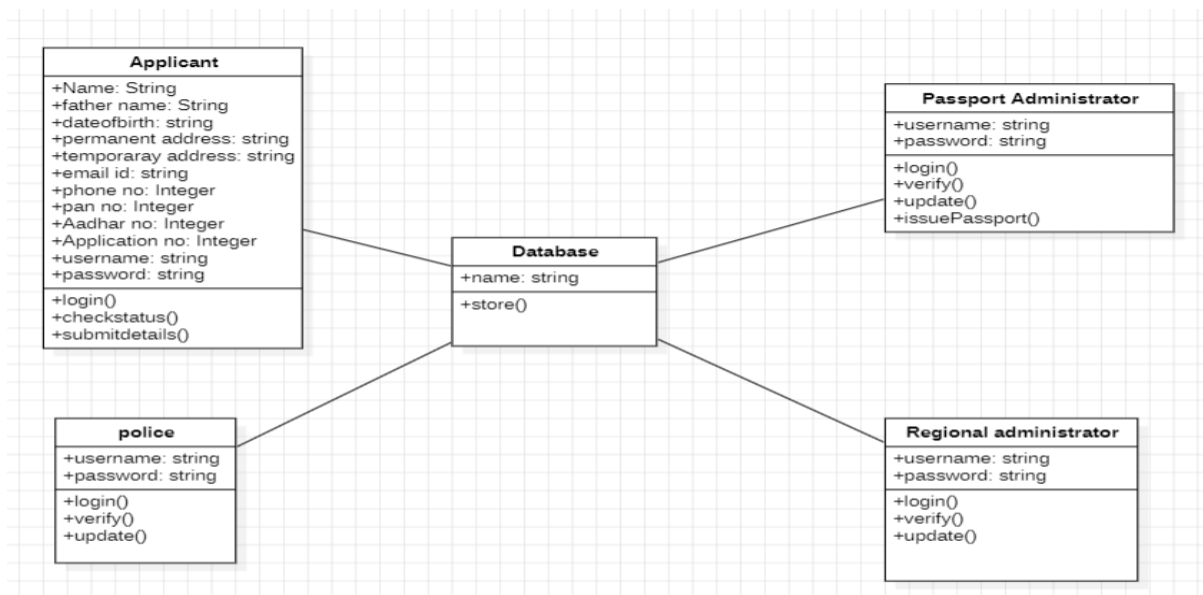 Applicant
+Name: String
+father name: String
+dateofbirth: string
+permanent address: string
+temporaray address: string
+email id: string
+phone no: Integer
+pan no: Integer
+Aadhar no: Integer
+Application no: Integer
+username: string
+password: string
+login()
+checkstatus()
+submitdetails()
Passport Administrator
+username: string
+password: string
+login()
+verify()
+update()
+issuePassport()
Database
+name: string
+store()
police
+username: string
+password: string
+login()
+verify()
+update()
Regional administrator
+username: string
+password: string
+login()
+verify()
+update()